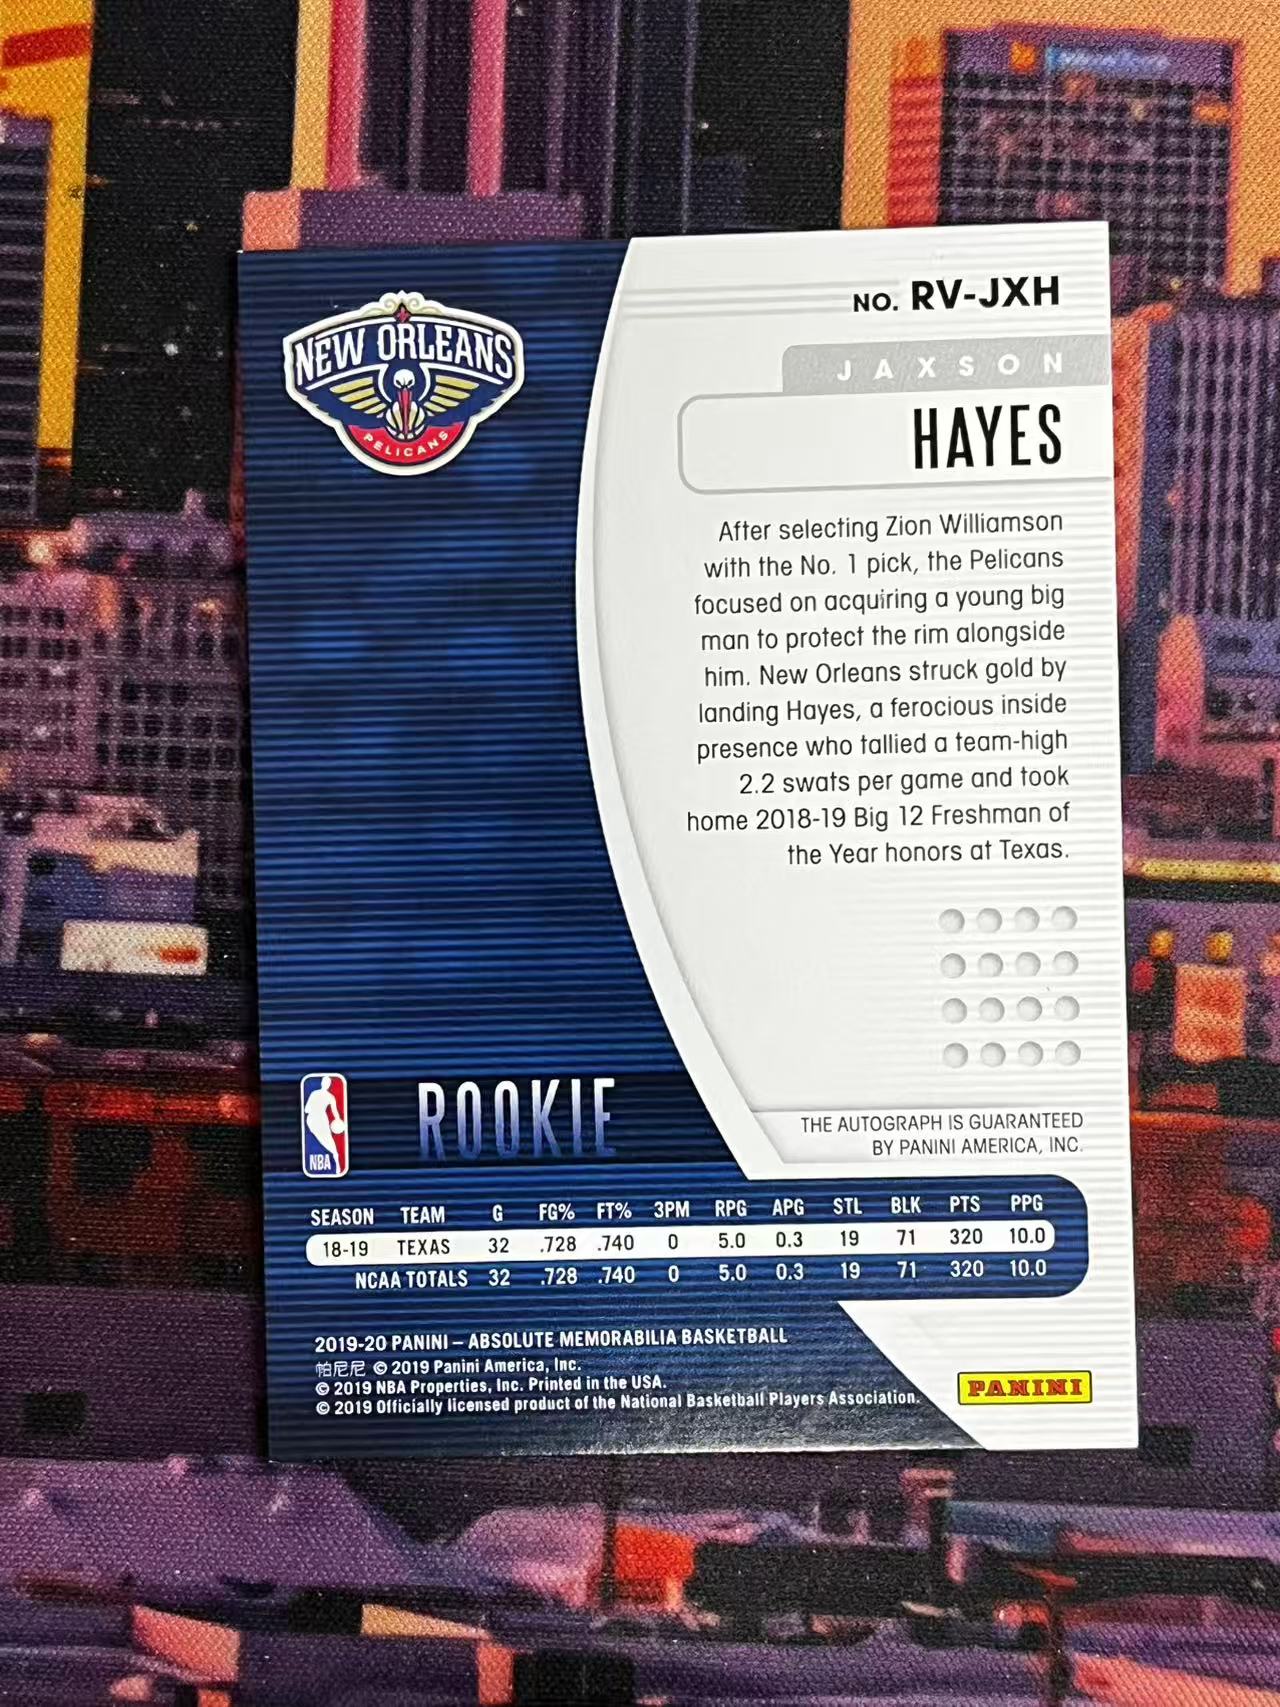 NEW ORLEANS
PELICANS
NO. RV-JXH
JAXSON
HAYES
After selecting Zion Williamson
with the No. 1 pick, the Pelicans
focused on acquiring a young big
man to protect the rim alongside
him. New Orleans struck gold by
landing Hayes, a ferocious inside
presence who tallied a team-high
2.2 swats per game and took
home 2018-19 Big 12 Freshman of
the Year honors at Texas.
THE AUTOGRAPH IS GUARANTEED
BY PANINI AMERICA, INC.
NBA
ROOKIE
SEASON TEAM G FG% FT% 3PM RPG APG STL BLK PTS PPG
18-19 TEXAS 32 .728 .740 0 5.0 0.3 19 71 320 10.0
NCAA TOTALS 32 .728 .740 0 5.0 0.3 19 71 320 10.0
2019-20 PANINI – ABSOLUTE MEMORABILIA BASKETBALL
帕尼尼 © 2019 Panini America, Inc.
© 2019 NBA Properties, Inc. Printed in the USA.
© 2019 Officially licensed product of the National Basketball Players Association.
PANINI